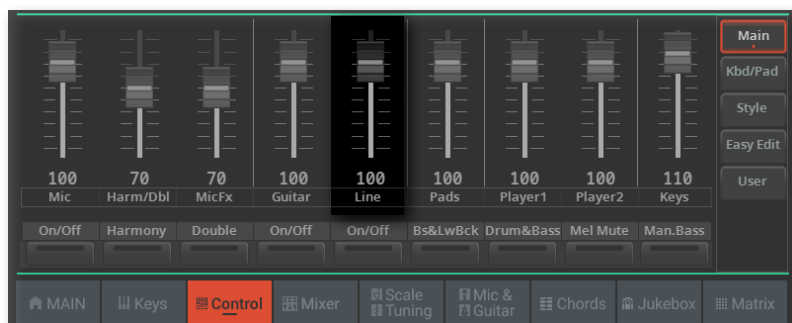 Main
Kbd/Pad
Style
Easy Edit
User
100 70 70 100 100 100 100 100 110
Mic Harm/Dbl MicFx Guitar Line Pads Player1 Player2 Keys
On/Off Harmony Double On/Off On/Off Bs&LwBck Drum&Bass Mel Mute Man.Bass
MAIN Keys Control Mixer Scale Tuning Mic & Guitar Chords Jukebox Matrix